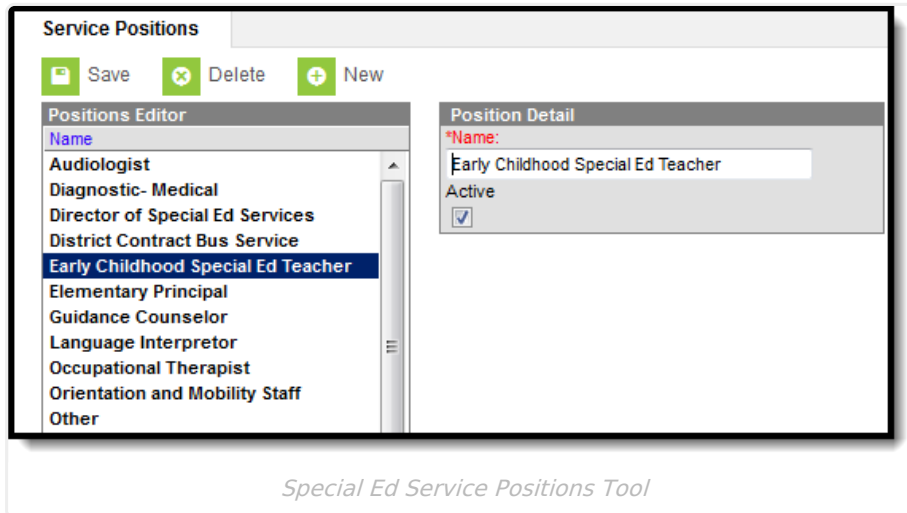 Service Positions
Save Delete New
Positions Editor
Name
Audiologist
Diagnostic- Medical
Director of Special Ed Services
District Contract Bus Service
Early Childhood Special Ed Teacher
Elementary Principal
Guidance Counselor
Language Interpretor
Occupational Therapist
Orientation and Mobility Staff
Other
Position Detail
*Name:
Early Childhood Special Ed Teacher
Active
Special Ed Service Positions Tool